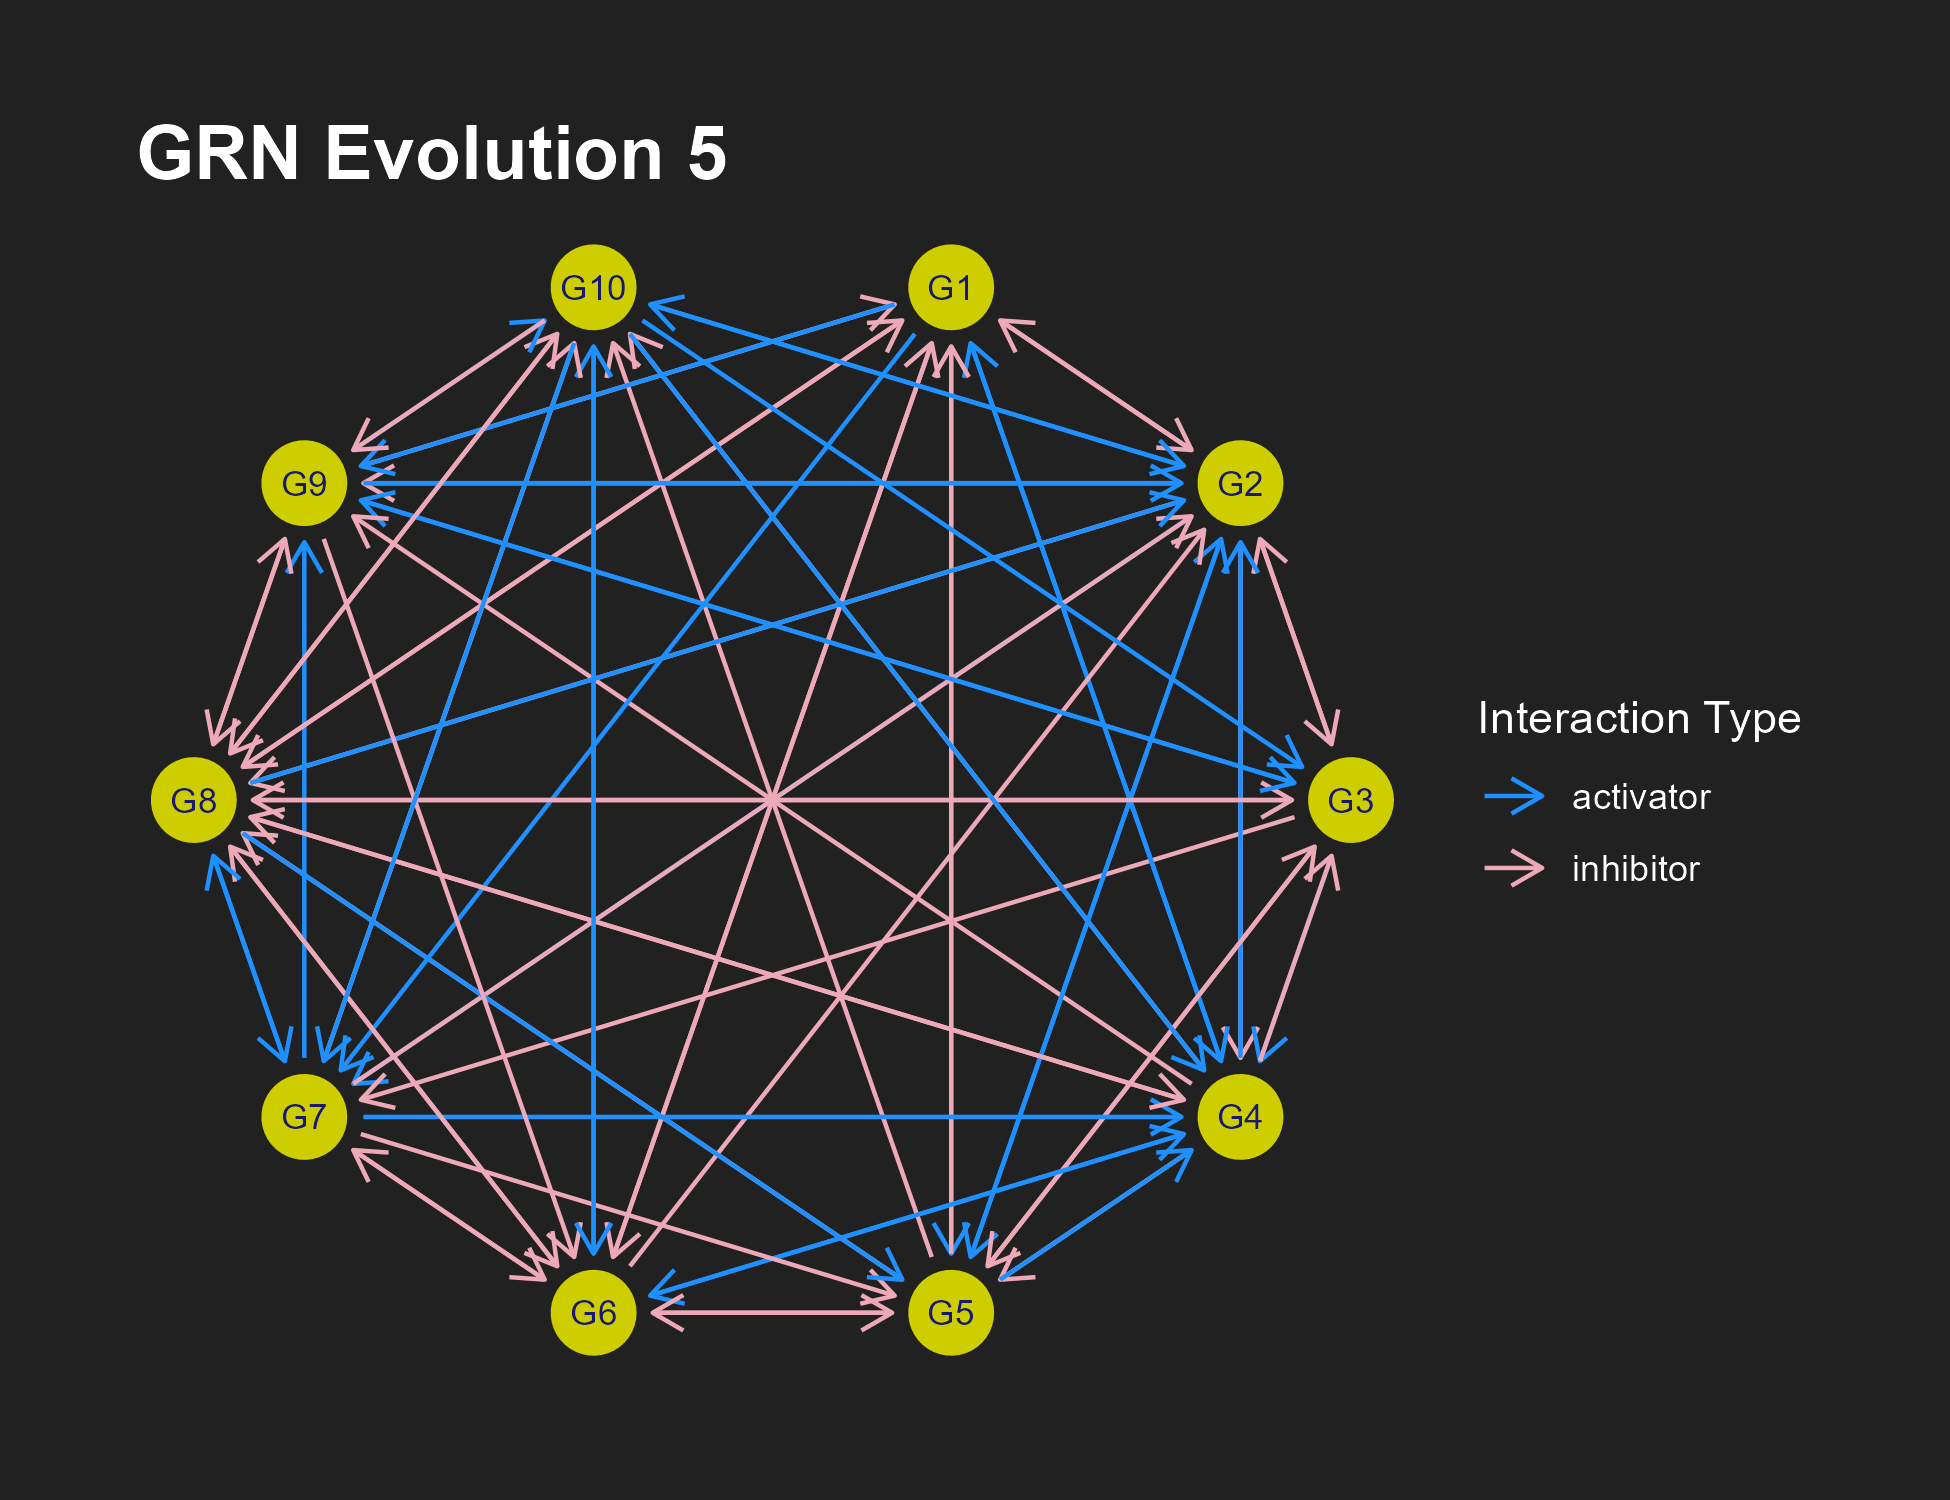 GRN Evolution 5
G10
G1
G9
G2
G8
G3
G7
G4
G6
G5
Interaction Type
activator
inhibitor